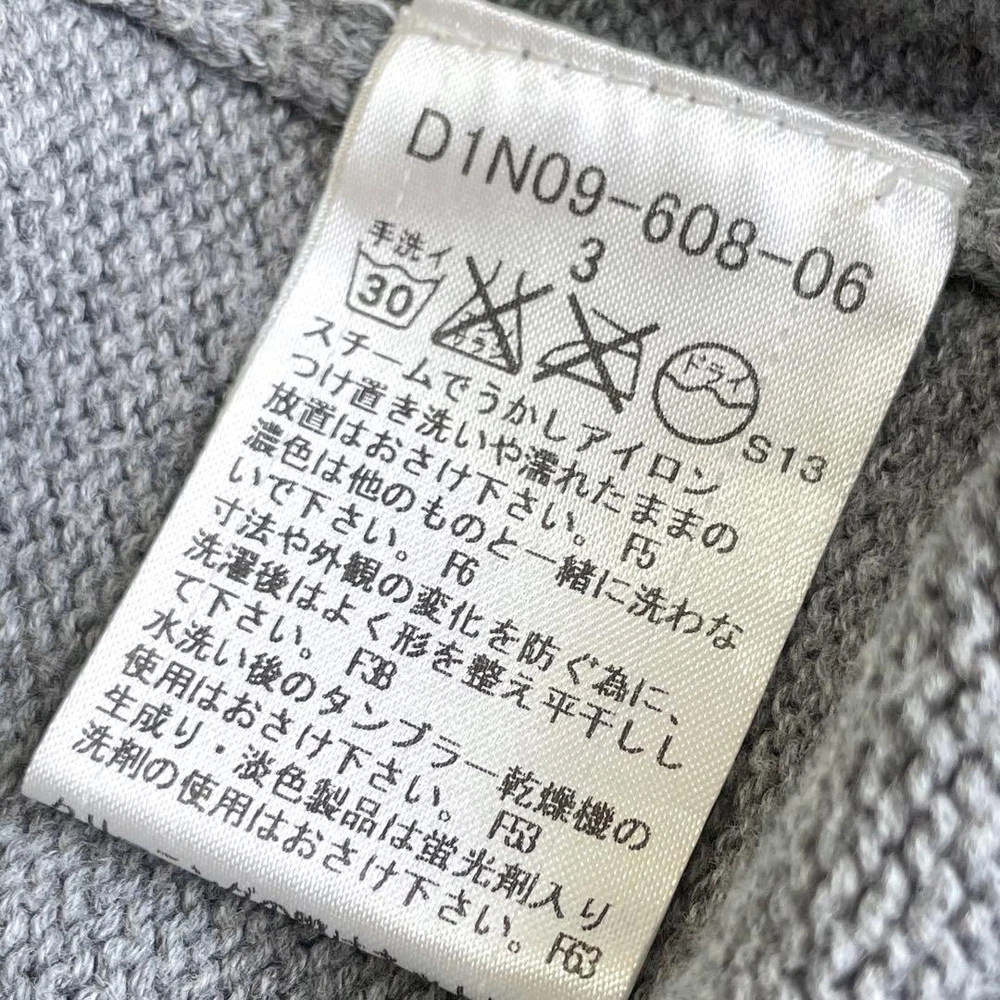 D1N09-608-06
3
手洗イ
30
ドライ
S13
スチームでうかしアイロン
つけ置き洗いや濡れたままの
放置はおさけ下さい。 F5
濃色は他のものと一緒に洗わな
いで下さい。 F6
寸法や外観の変化を防ぐ為に、
洗濯後はよく形を整え平干しし
て下さい。 F3B
水洗い後のタンブラー乾燥機の
使用はおさけ下さい。 F53
生成り・淡色製品は蛍光剤入り
洗剤の使用はおさけ下さい。 F63